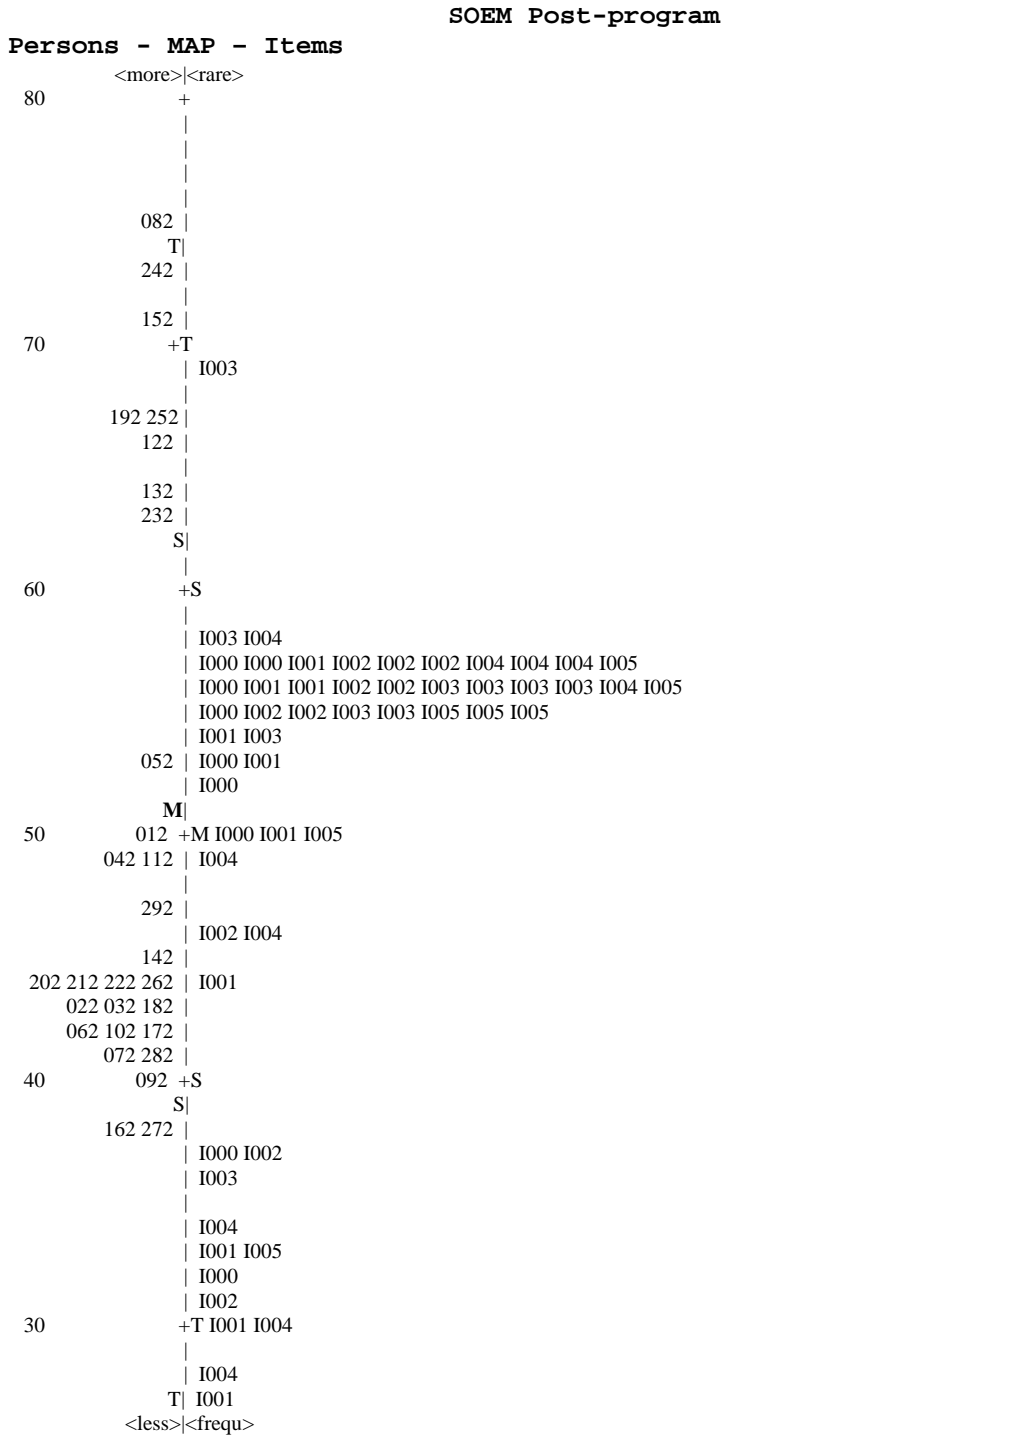 SOEM Post-program
Persons - MAP – Items
<more>|<rare>
80 +
|
|
|
|
082 |
T|
242 |
|
152 |
70 +T
| I003
|
192 252 |
122 |
|
132 |
232 |
S|
|
60 +S
|
| I003 I004
| I000 I000 I001 I002 I002 I002 I004 I004 I004 I005
| I000 I001 I001 I002 I002 I003 I003 I003 I003 I004 I005
| I000 I002 I002 I003 I003 I005 I005 I005
| I001 I003
052 | I000 I001
| I000
M|
50 012 +M I000 I001 I005
042 112 | I004
|
292 |
| I002 I004
142 |
202 212 222 262 | I001
022 032 182 |
062 102 172 |
072 282 |
40 092 +S
S|
162 272 |
| I000 I002
| I003
|
| I004
| I001 I005
| I000
| I002
30 +T I001 I004
|
| I004
T| I001
<less>|<frequ>